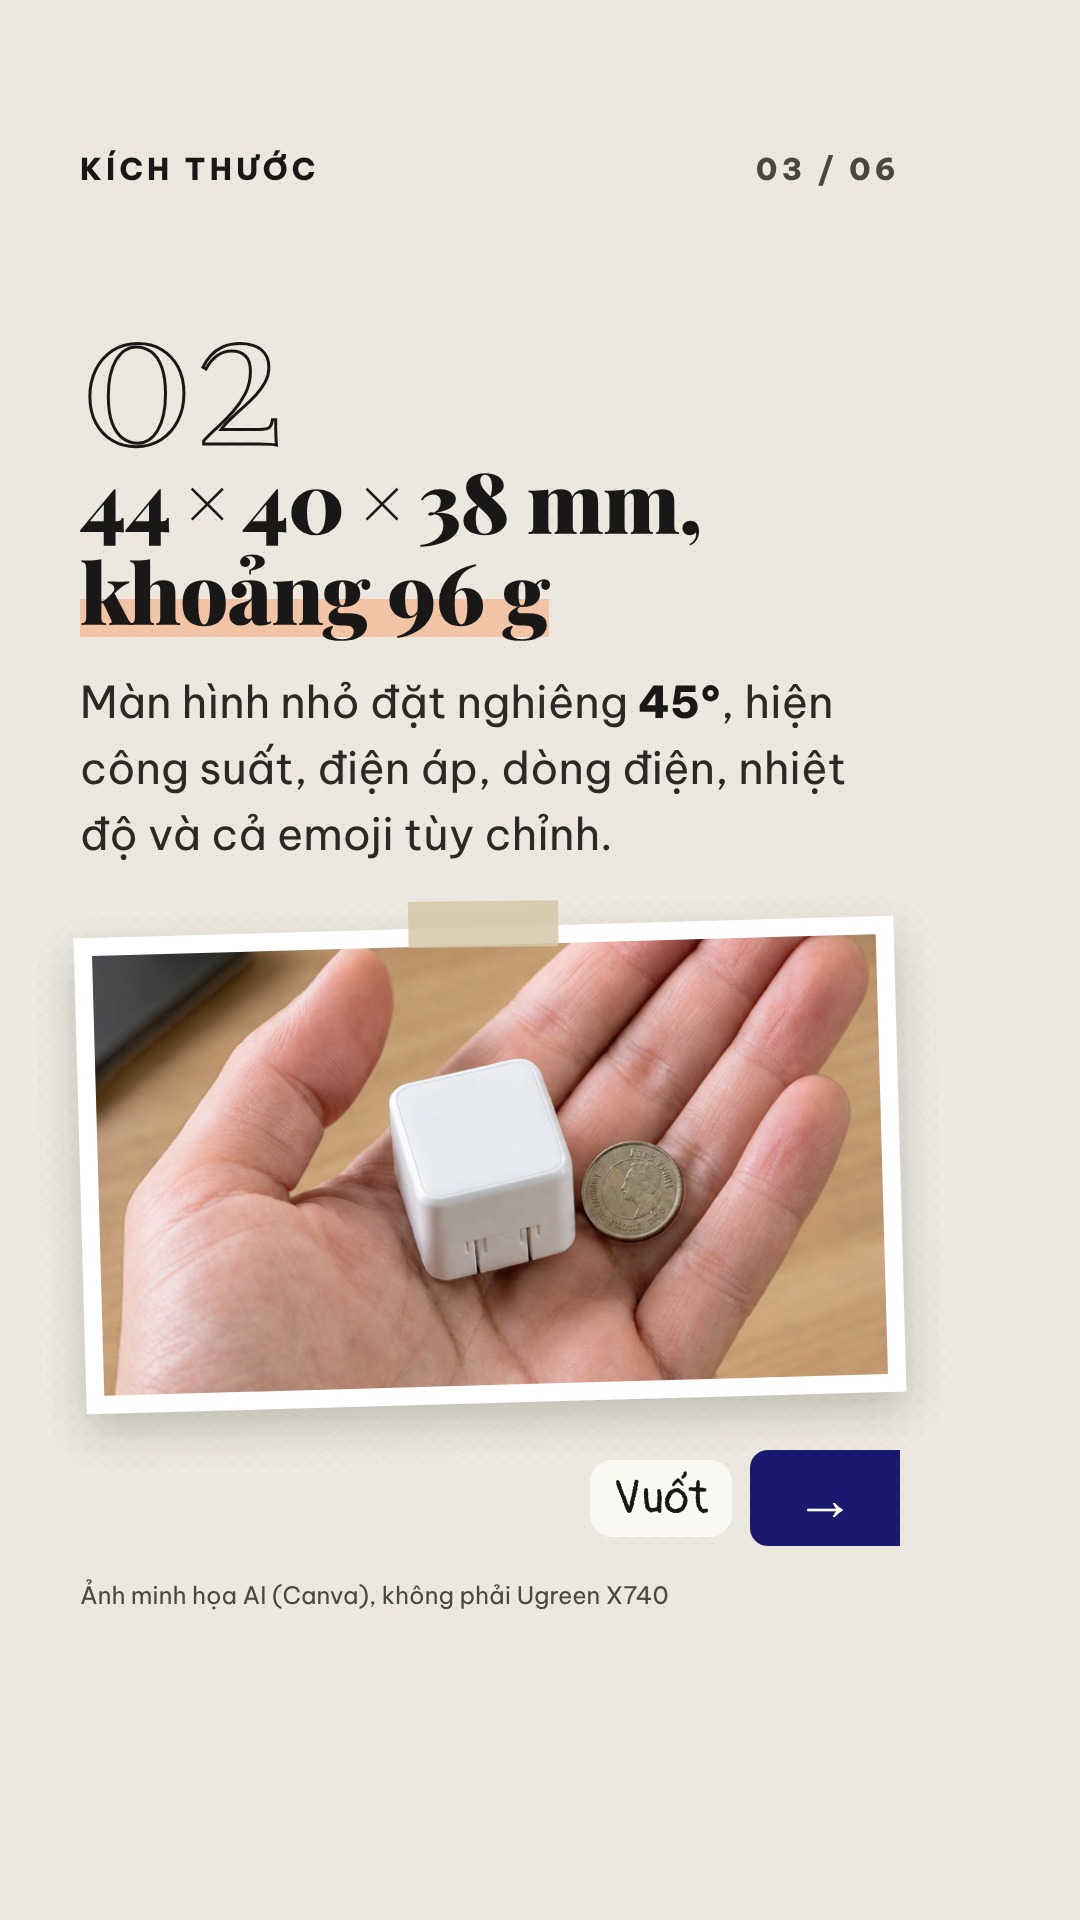 KÍCH THƯỚC
03 / 06
02
44 × 40 × 38 mm,
khoảng 96 g
Màn hình nhỏ đặt nghiêng 45°, hiện
công suất, điện áp, dòng điện, nhiệt
độ và cả emoji tùy chỉnh.
Vuốt →
Ảnh minh họa AI (Canva), không phải Ugreen X740